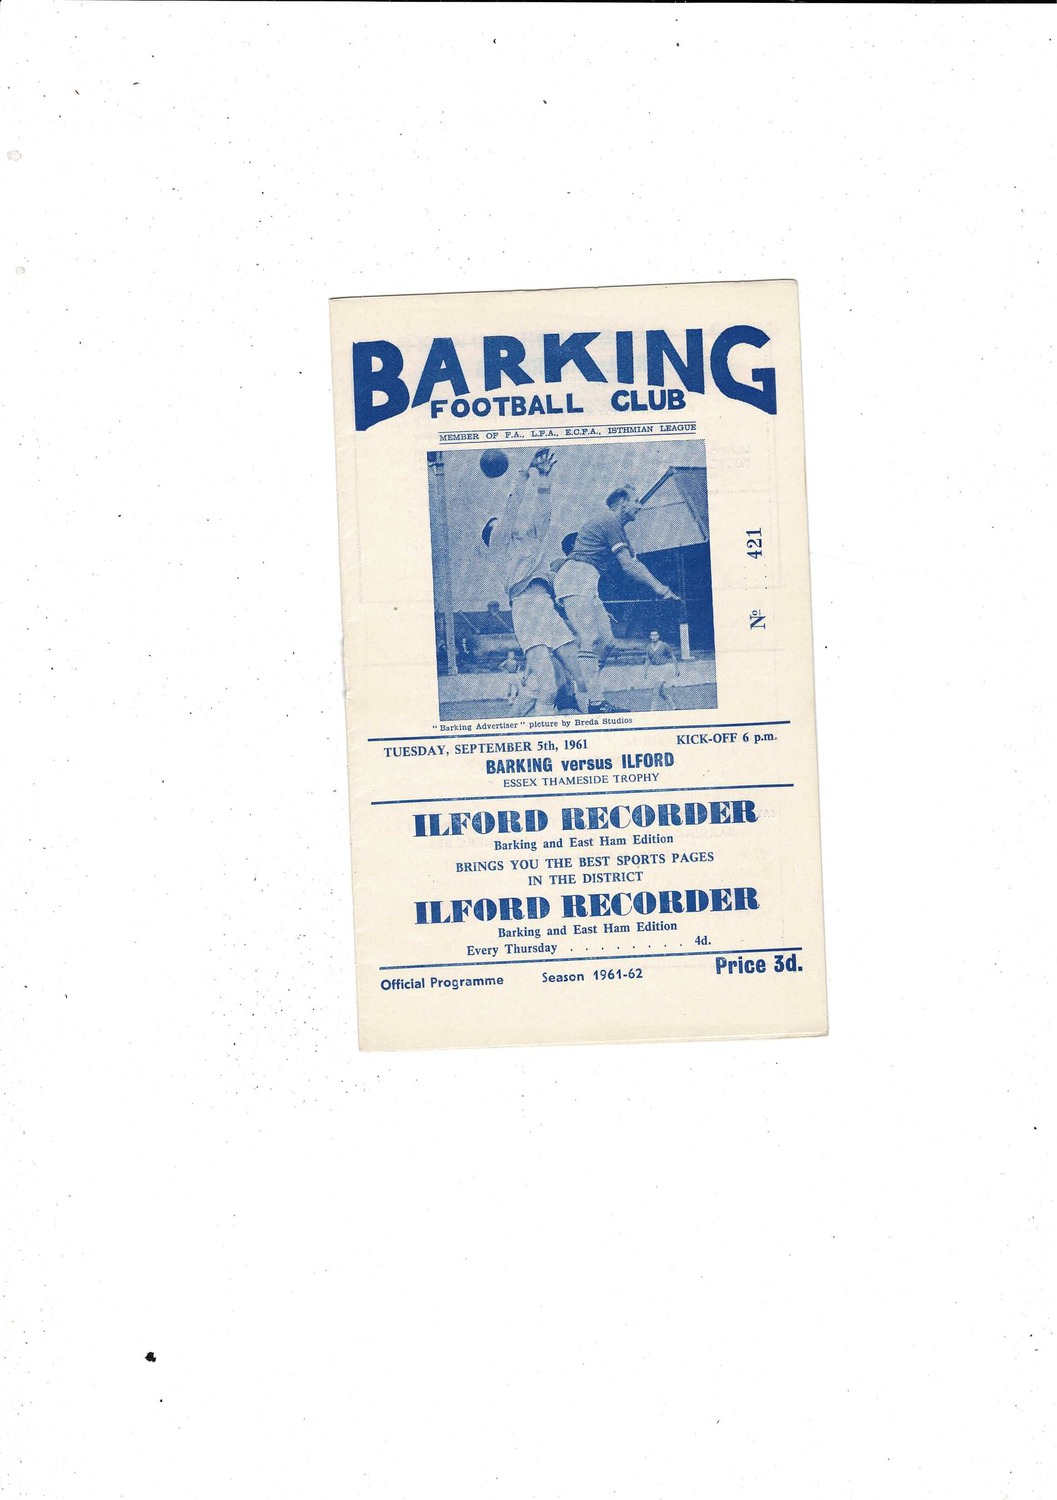 BARKING
FOOTBALL CLUB
MEMBER OF F.A., L.F.A., E.C.F.A., ISTHMIAN LEAGUE
Nº 421
"Barking Advertiser" picture by Breda Studios
TUESDAY, SEPTEMBER 5th, 1961 KICK-OFF 6 p.m.
BARKING versus ILFORD
ESSEX THAMESIDE TROPHY
ILFORD RECORDER
Barking and East Ham Edition
BRINGS YOU THE BEST SPORTS PAGES
IN THE DISTRICT
ILFORD RECORDER
Barking and East Ham Edition
Every Thursday . . . . . . . . 4d.
Official Programme Season 1961-62 Price 3d.